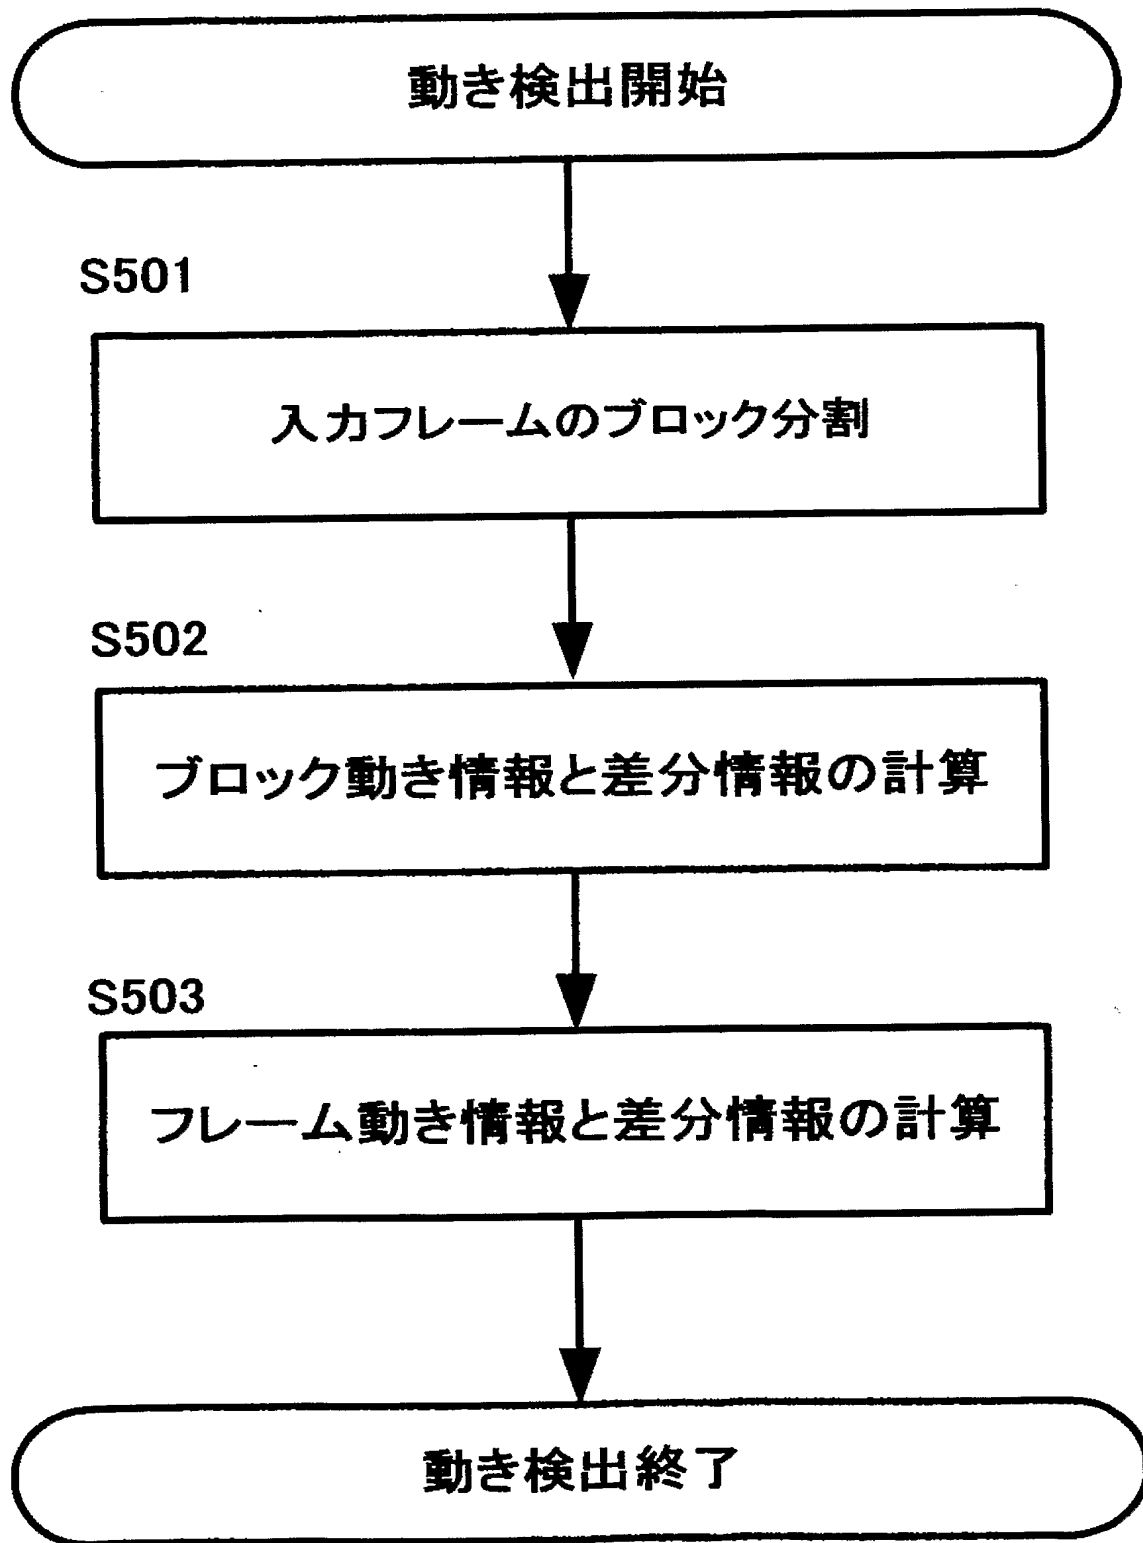 動き検出開始
S501
入力フレームのブロック分割
S502
ブロック動き情報と差分情報の計算
S503
フレーム動き情報と差分情報の計算
動き検出終了